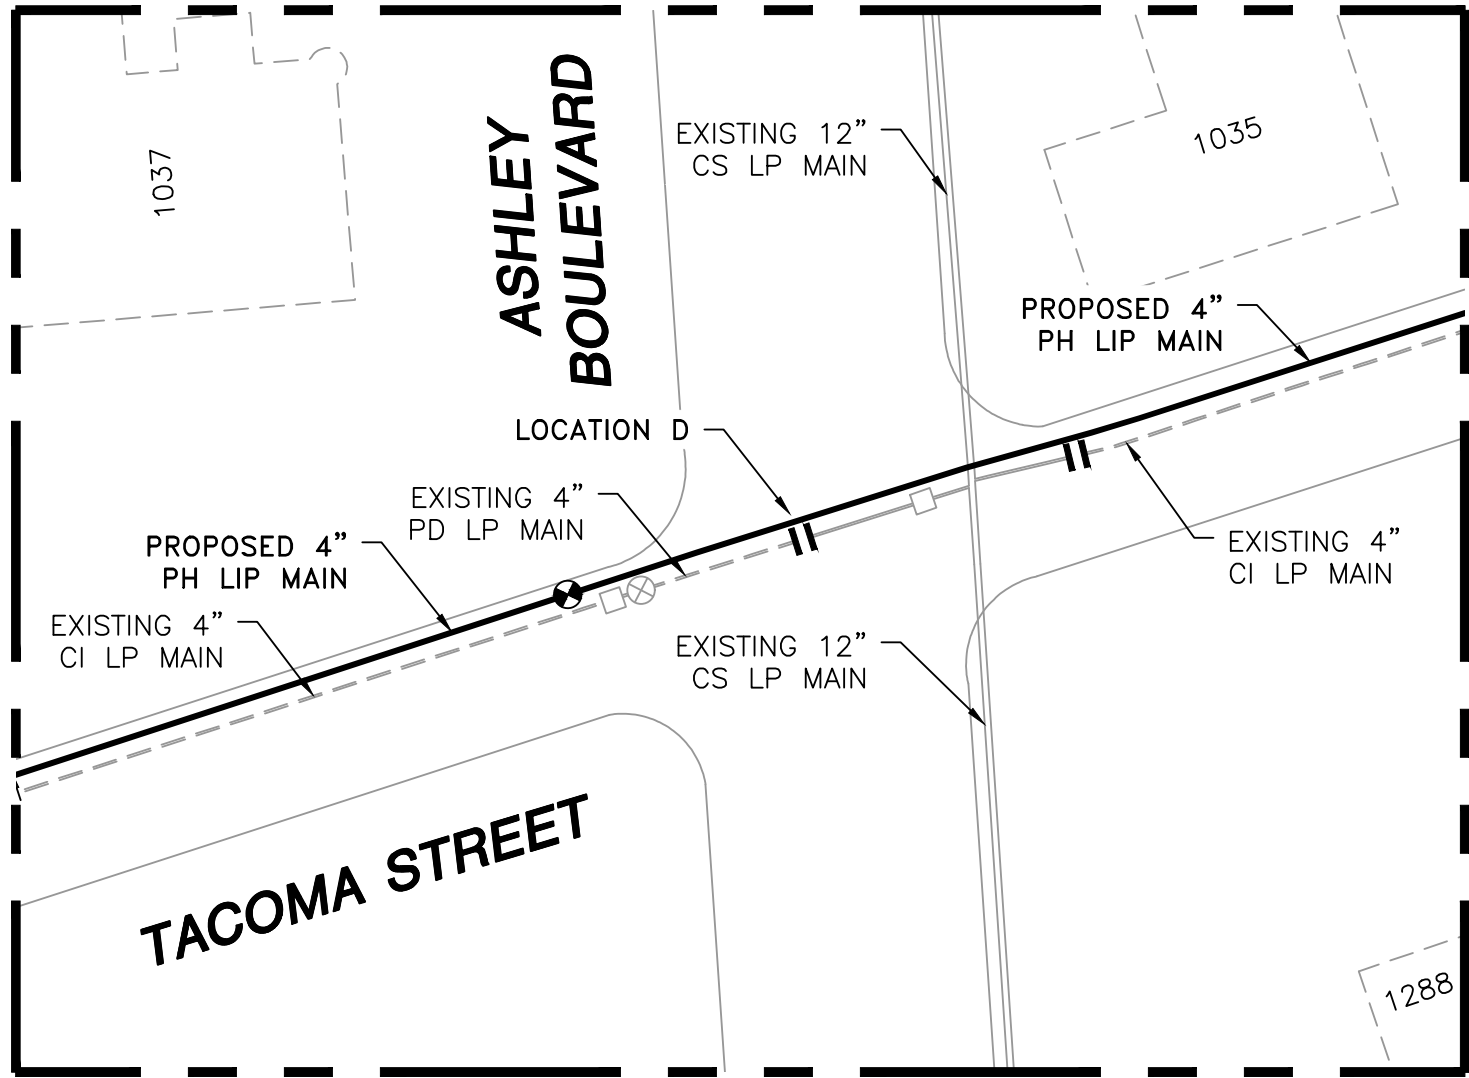 1037
ASHLEY
BOULEVARD
EXISTING 12”
CS LP MAIN
1035
PROPOSED 4”
PH LIP MAIN
LOCATION D
EXISTING 4”
PD LP MAIN
PROPOSED 4”
PH LIP MAIN
EXISTING 4”
CI LP MAIN
EXISTING 4”
CI LP MAIN
EXISTING 12”
CS LP MAIN
TACOMA STREET
1288